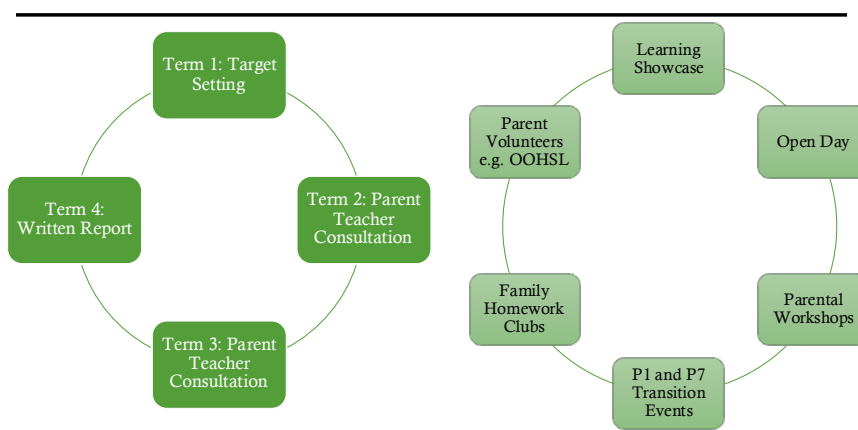 Term 1: Target
Setting
Term 2: Parent
Teacher
Consultation
Term 3: Parent
Teacher
Consultation
Term 4:
Written Report
Learning
Showcase
Open Day
Parental
Workshops
P1 and P7
Transition
Events
Family
Homework
Clubs
Parent
Volunteers
e.g. OOHSL